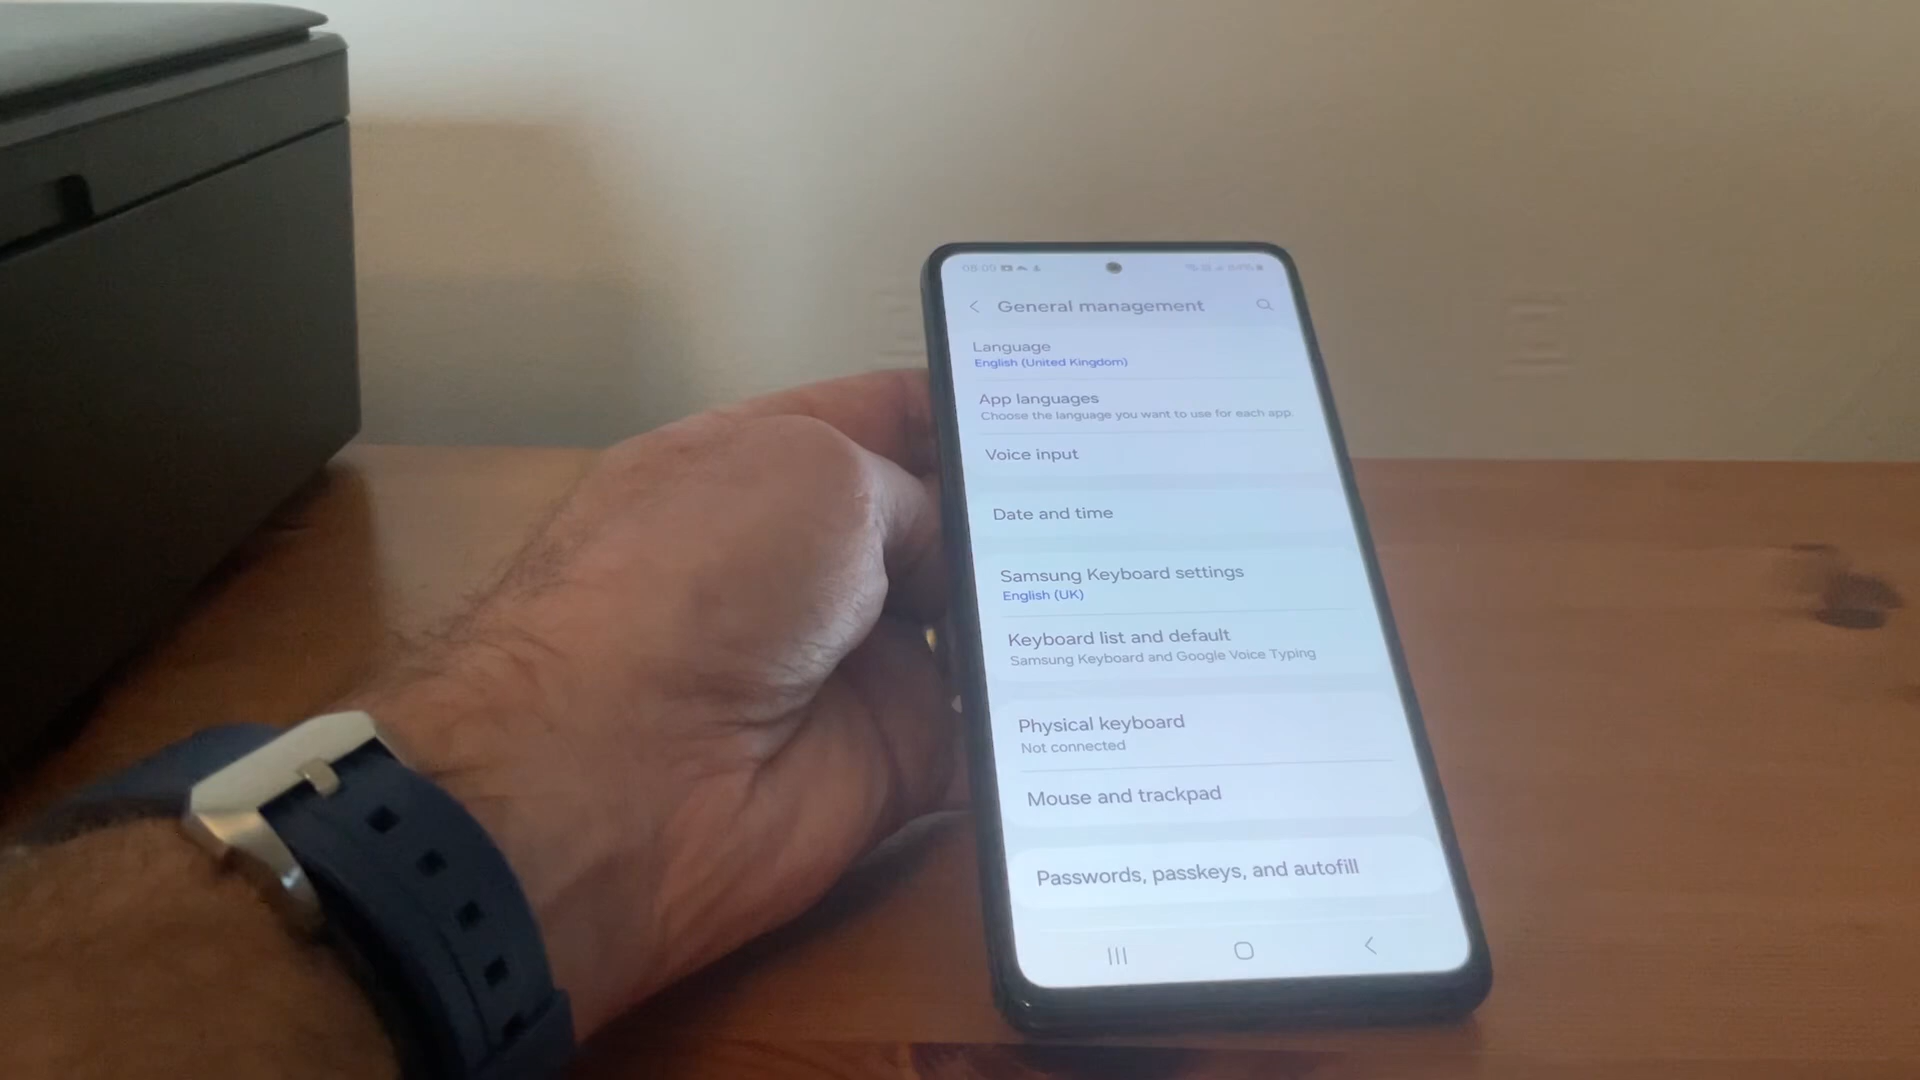 General management
Language
English (United Kingdom)
App languages
Choose the language you want to use for each app.
Voice input
Date and time
Samsung Keyboard settings
English (UK)
Keyboard list and default
Samsung Keyboard and Google Voice Typing
Physical keyboard
Not connected
Mouse and trackpad
Passwords, passkeys, and autofill